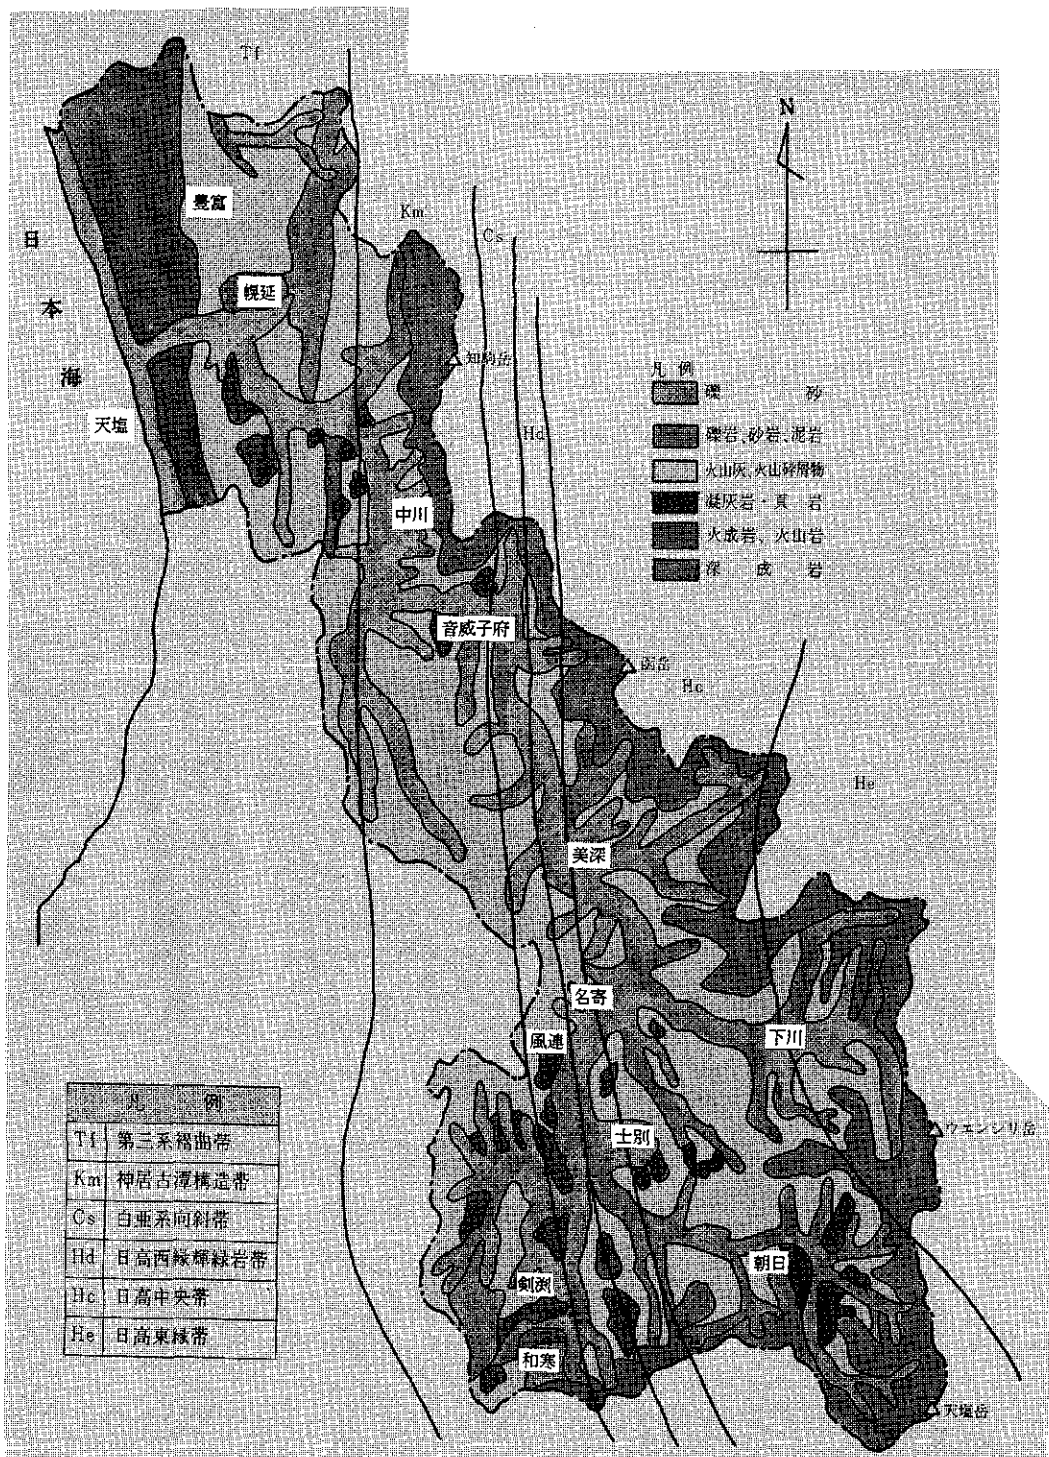 Tf
N
豊富
Km
日本海
Cs
幌延
知駒岳
凡例
礫 砂
天塩
Hd
礫岩、砂岩、泥岩
火山灰、火山砕屑物
凝灰岩・頁岩
中川
火成岩、火山岩
深成岩
音威子府
函岳
Hc
He
美深
名寄
下川
風連
士別
ウエンシリ岳
朝日
剣渕
和寒
天塩岳
凡例
Tf 第三系褶曲帯
Km 神居古潭構造帯
Cs 白亜系向斜帯
Hd 日高西縁輝緑岩帯
Hc 日高中央帯
He 日高東縁帯